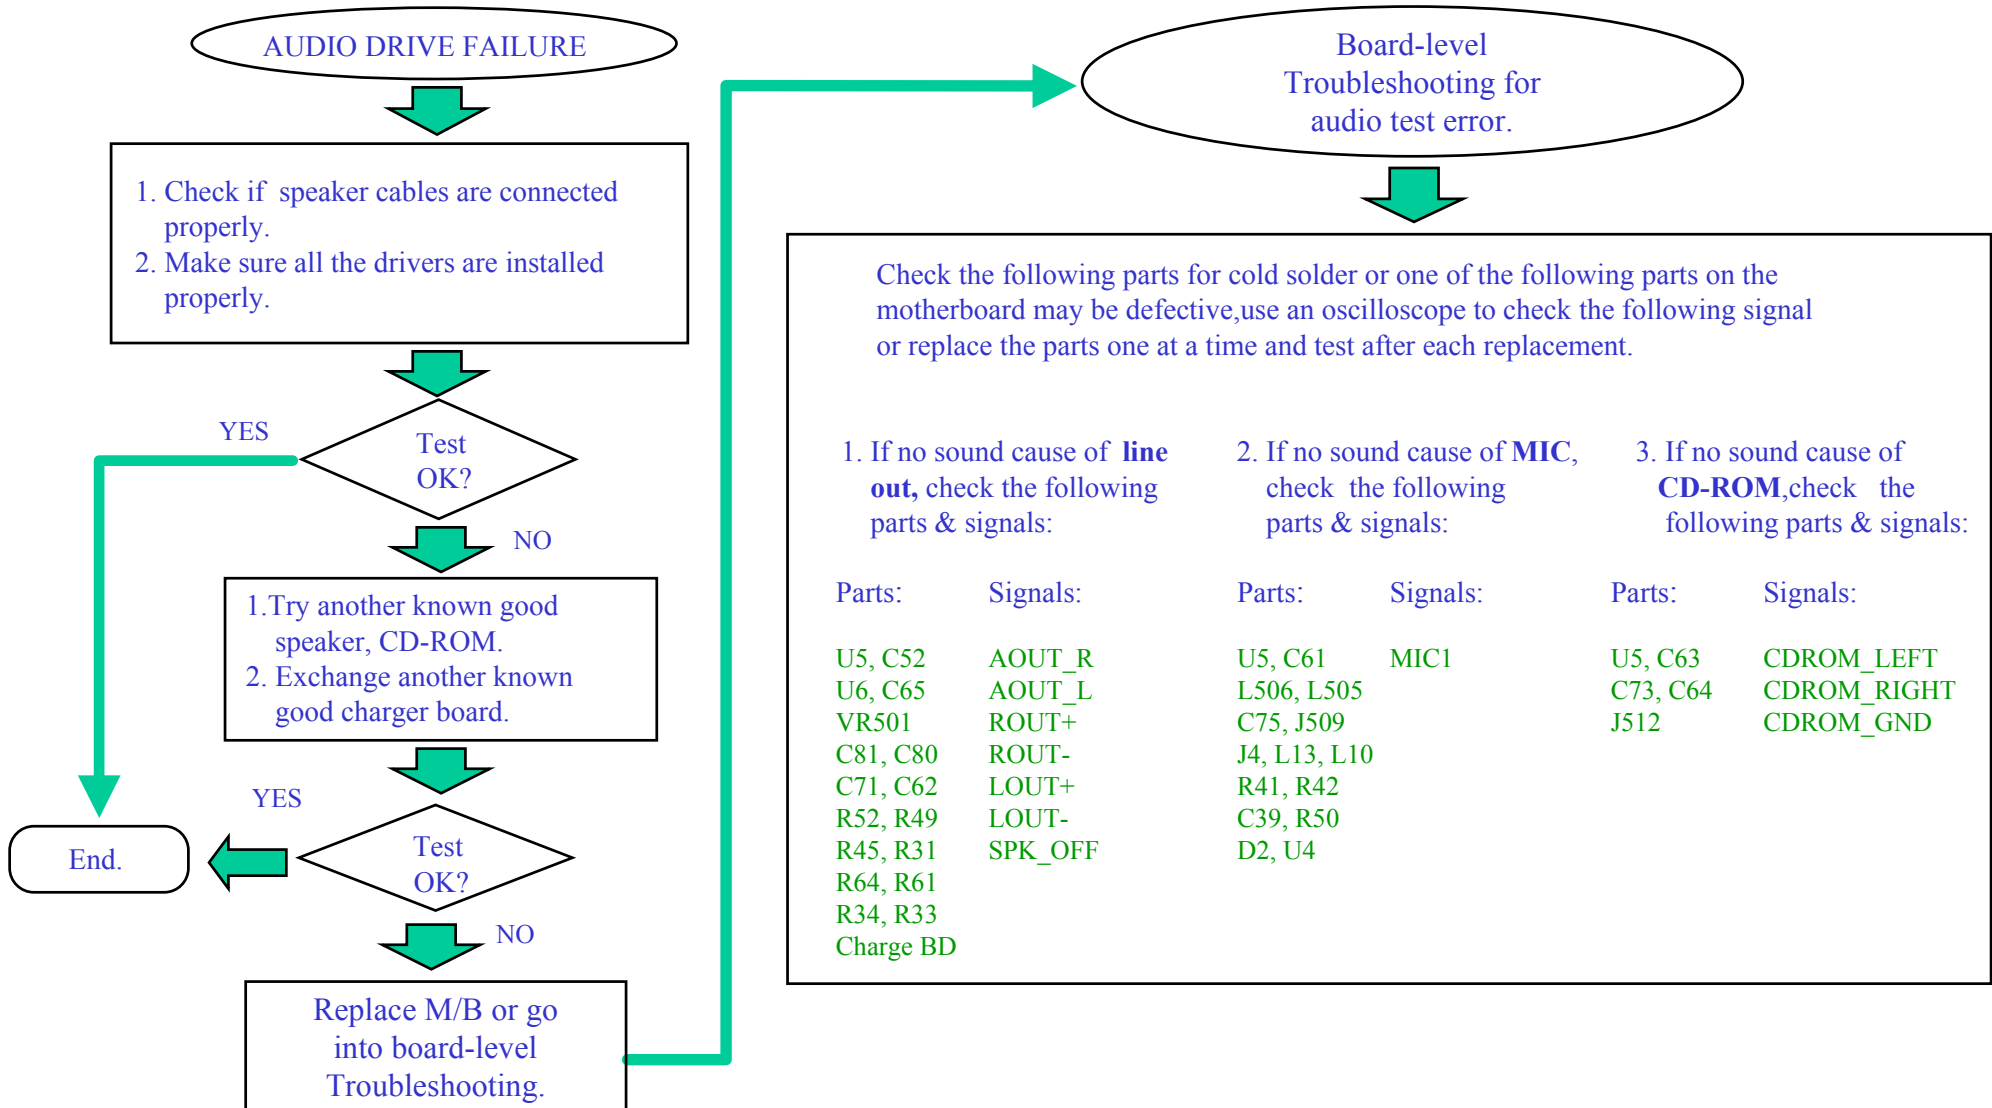 AUDIO DRIVE FAILURE
1. Check if speaker cables are connected
properly.
2. Make sure all the drivers are installed
properly.
YES
Test
OK?
NO
1.Try another known good
speaker, CD-ROM.
2. Exchange another known
good charger board.
YES
Test
OK?
End.
NO
Replace M/B or go
into board-level
Troubleshooting.
Board-level
Troubleshooting for
audio test error.
Check the following parts for cold solder or one of the following parts on the
motherboard may be defective,use an oscilloscope to check the following signal
or replace the parts one at a time and test after each replacement.
1. If no sound cause of line
out, check the following
parts & signals:
Parts: Signals:
U5, C52 AOUT_R
U6, C65 AOUT_L
VR501 ROUT+
C81, C80 ROUT-
C71, C62 LOUT+
R52, R49 LOUT-
R45, R31 SPK_OFF
R64, R61
R34, R33
Charge BD
2. If no sound cause of MIC,
check the following
parts & signals:
Parts: Signals:
U5, C61 MIC1
L506, L505
C75, J509
J4, L13, L10
R41, R42
C39, R50
D2, U4
3. If no sound cause of
CD-ROM,check the
following parts & signals:
Parts: Signals:
U5, C63 CDROM_LEFT
C73, C64 CDROM_RIGHT
J512 CDROM_GND